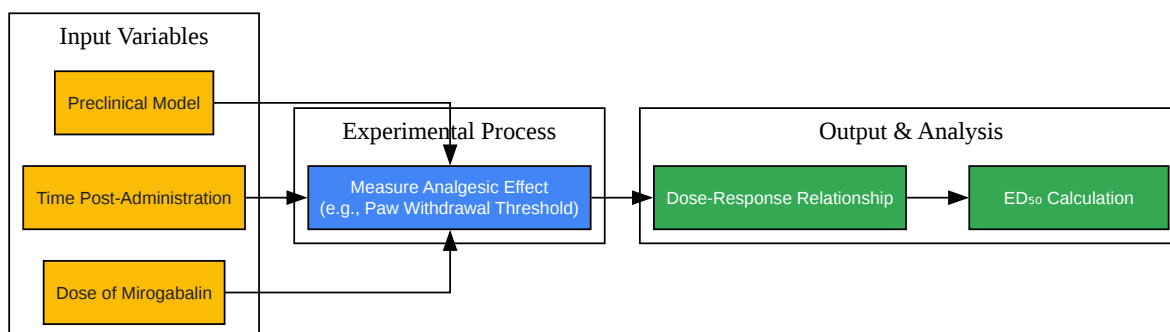 Input Variables
Preclinical Model
Time Post-Administration
Dose of Mirogabalin
Experimental Process
Measure Analgesic Effect
(e.g., Paw Withdrawal Threshold)
Output & Analysis
Dose-Response Relationship
ED₅₀ Calculation